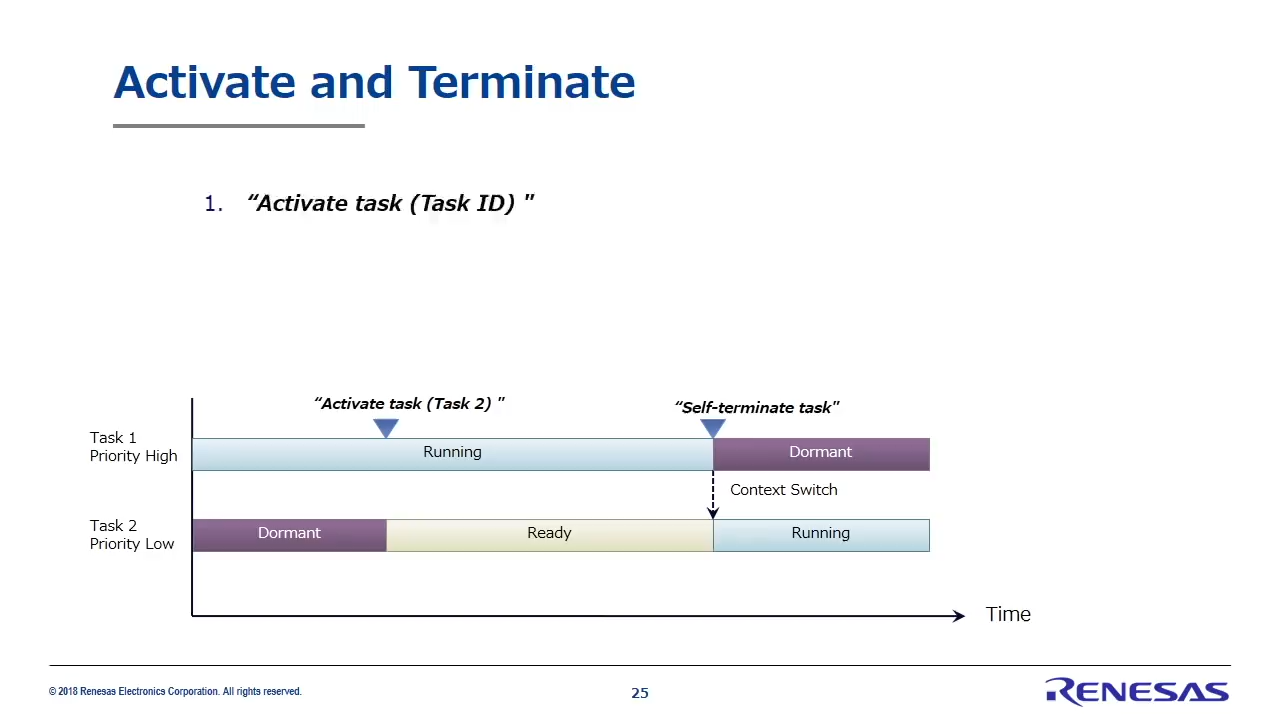 Activate and Terminate
1. “Activate task (Task ID) "
“Activate task (Task 2) "
“Self-terminate task"
Task 1
Priority High
Running
Dormant
Context Switch
Task 2
Priority Low
Dormant
Ready
Running
Time
© 2018 Renesas Electronics Corporation. All rights reserved.
25
RENESAS